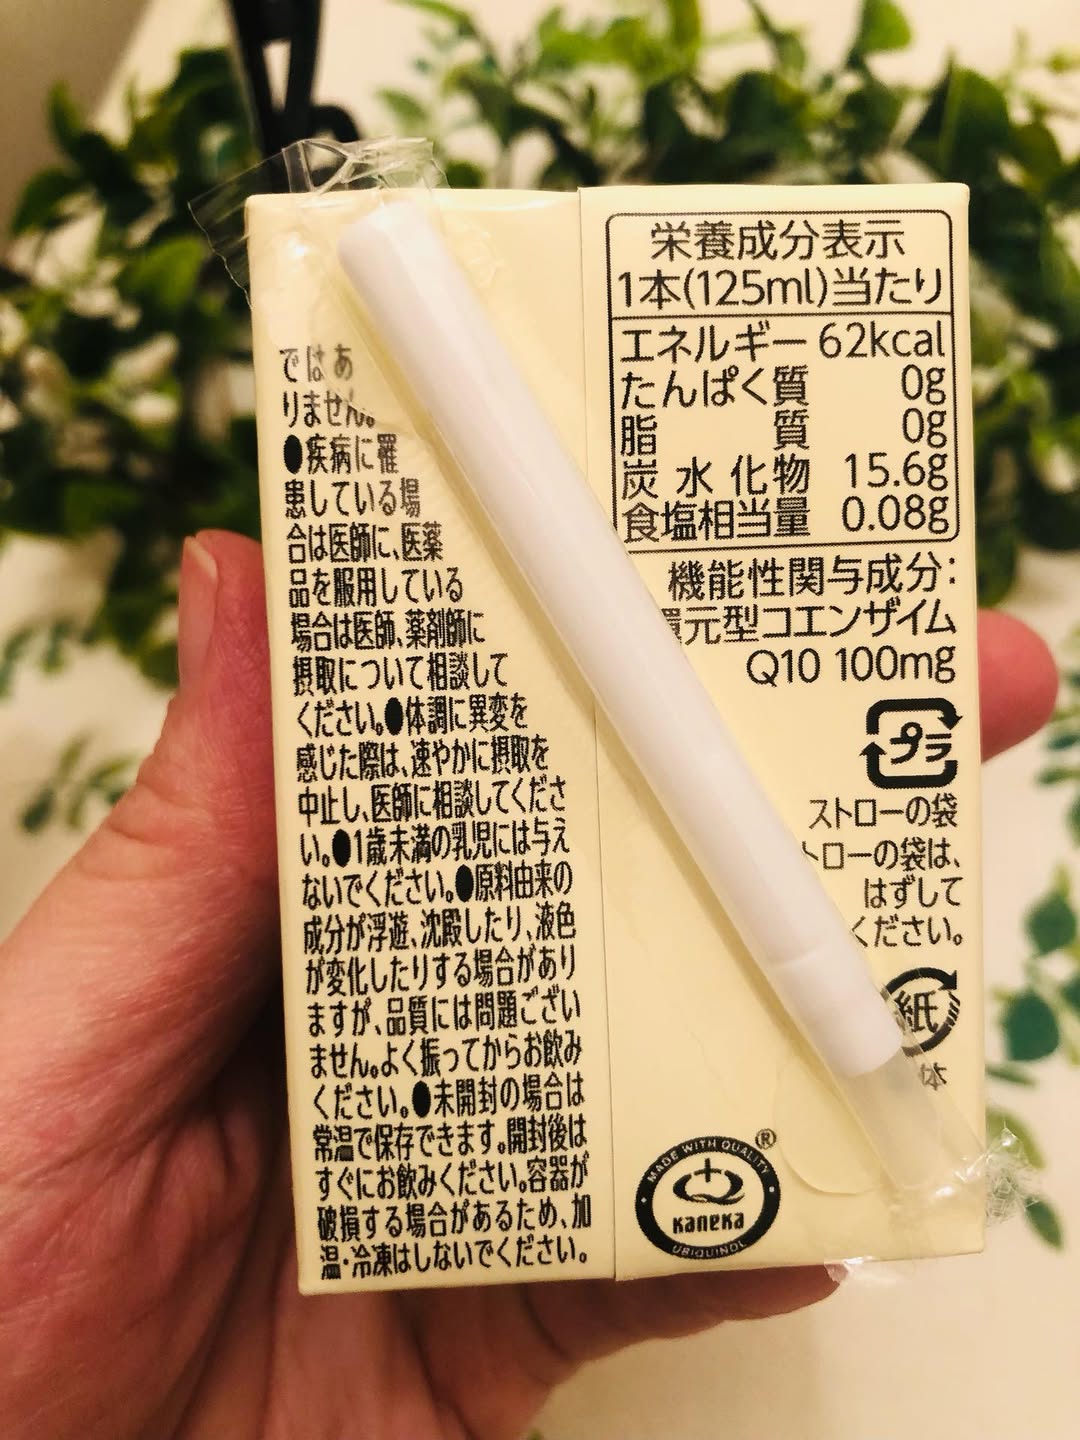 ではあ
りません。
●疾病に罹
患している場
合は医師に、医薬
品を服用している
場合は医師、薬剤師に
摂取について相談して
ください。●体調に異変を
感じた際は、速やかに摂取を
中止し、医師に相談してくださ
い。●1歳未満の乳児には与え
ないでください。●原料由来の
成分が浮遊、沈殿したり、液色
が変化したりする場合があり
ますが、品質には問題ござい
ません。よく振ってからお飲み
ください。●未開封の場合は
常温で保存できます。開封後は
すぐにお飲みください。容器が
破損する場合があるため、加
温・冷凍はしないでください。
栄養成分表示
1本(125ml)当たり
エネルギー 62kcal
たんぱく質 0g
脂質 0g
炭水化物 15.6g
食塩相当量 0.08g
機能性関与成分:
還元型コエンザイム
Q10 100mg
プラ
ストローの袋
トローの袋は、
はずして
ください。
紙
本
MADE WITH QUALITY ®
Q
Kaneka
UBIQUINOL